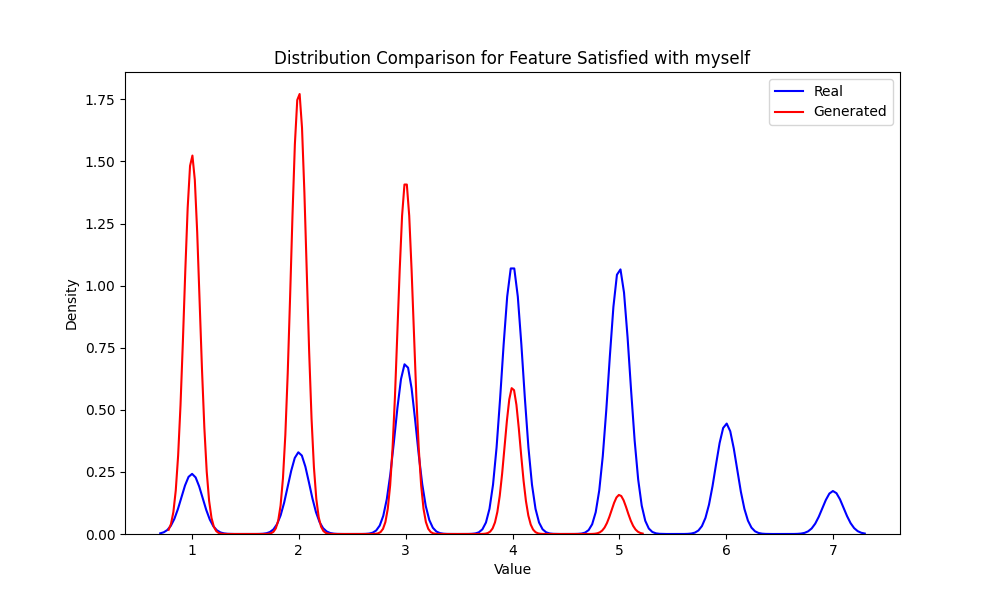 Distribution Comparison for Feature Satisfied with myself
Real
Generated
1.75
1.50
1.25
1.00
0.75
0.50
0.25
0.00
Density
1 2 3 4 5 6 7
Value